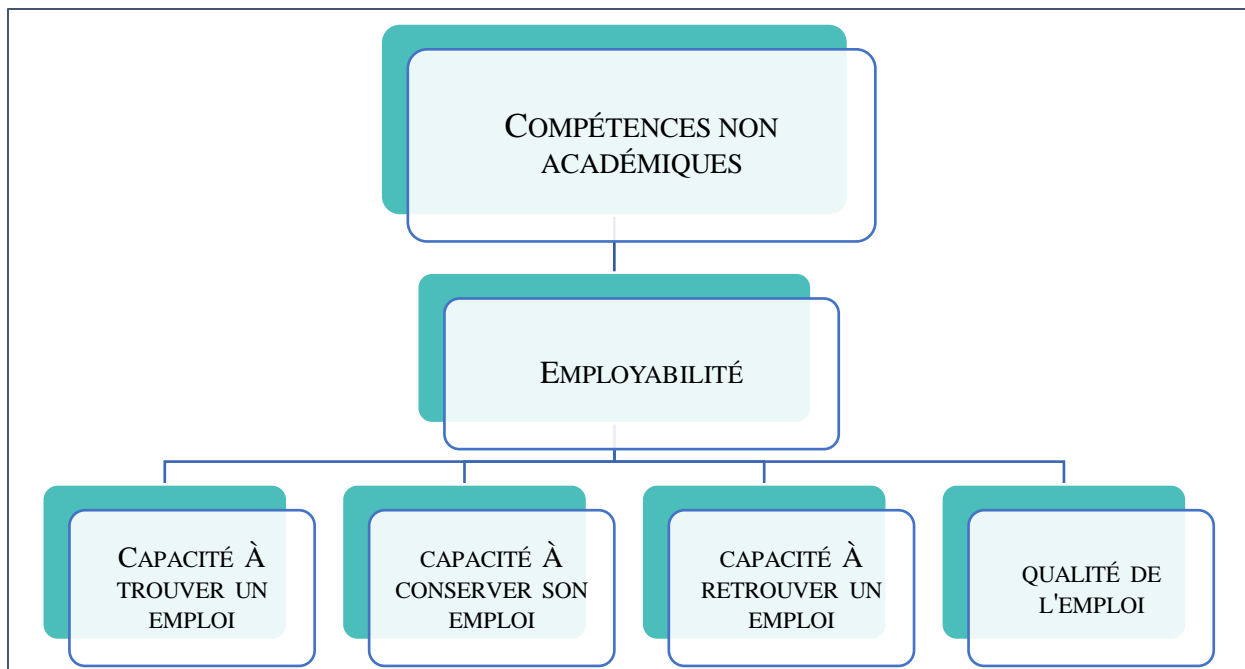 COMPÉTENCES NON
ACADÉMIQUES
EMPLOYABILITÉ
CAPACITÉ À
TROUVER UN
EMPLOI
CAPACITÉ À
CONSERVER SON
EMPLOI
CAPACITÉ À
RETROUVER UN
EMPLOI
QUALITÉ DE
L'EMPLOI